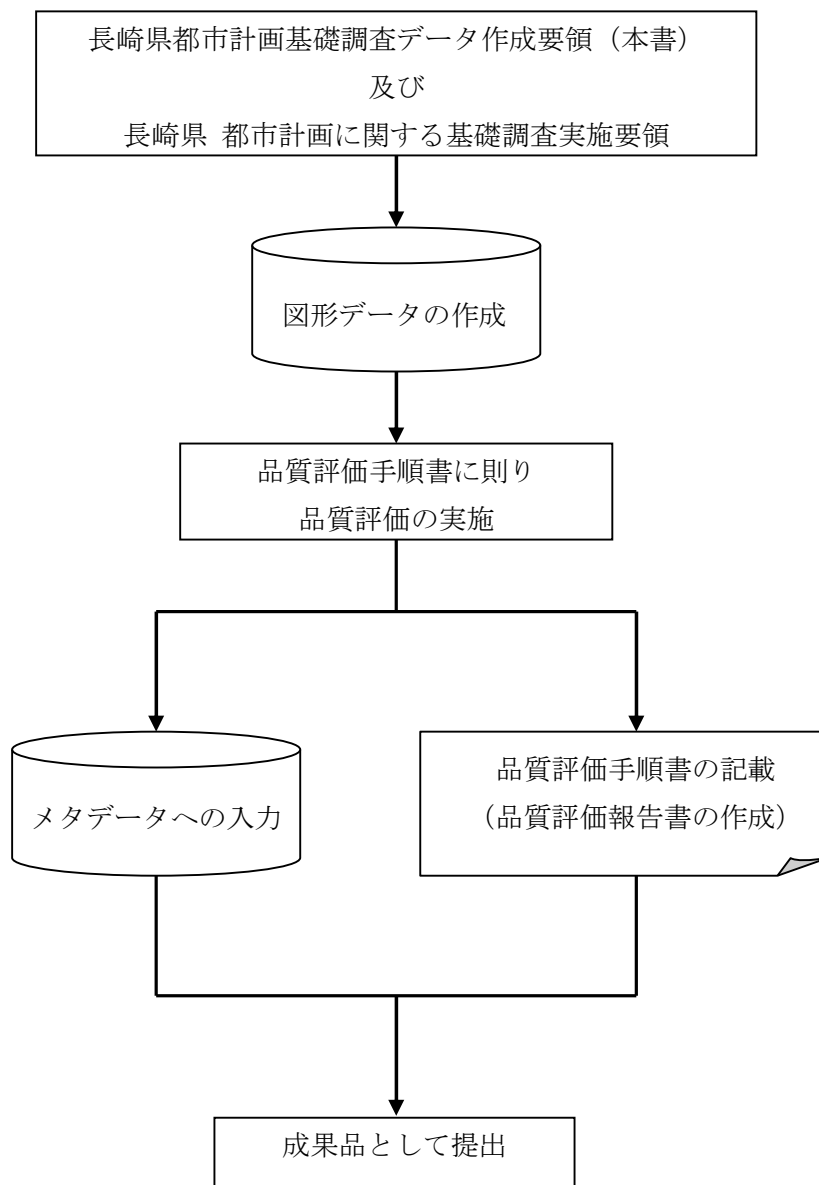 長崎県都市計画基礎調査データ作成要領（本書）
及び
長崎県 都市計画に関する基礎調査実施要領
図形データの作成
品質評価手順書に則り
品質評価の実施
メタデータへの入力
品質評価手順書の記載
（品質評価報告書の作成）
成果品として提出